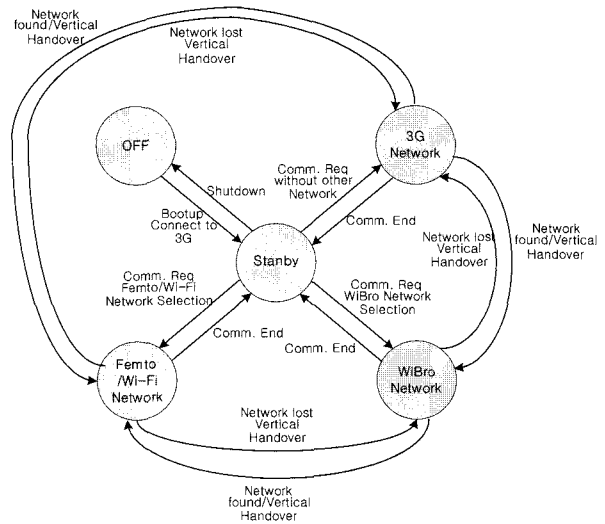 Network
found/Vertical
Handover
Network lost
Vertical
Handover
OFF
3G
Network
Comm. Req
without other
Network
Shutdown
Bootup
Connect to
3G
Comm. End
Stanby
Network lost
Vertical
Handover
Network
found/Vertical
Handover
Comm. Req
Femto/Wi-Fi
Network Selection
Comm. Req
WiBro Network
Selection
Comm. End
Comm. End
Femto
/Wi-Fi
Network
WiBro
Network
Network lost
Vertical
Handover
Network
found/Vertical
Handover